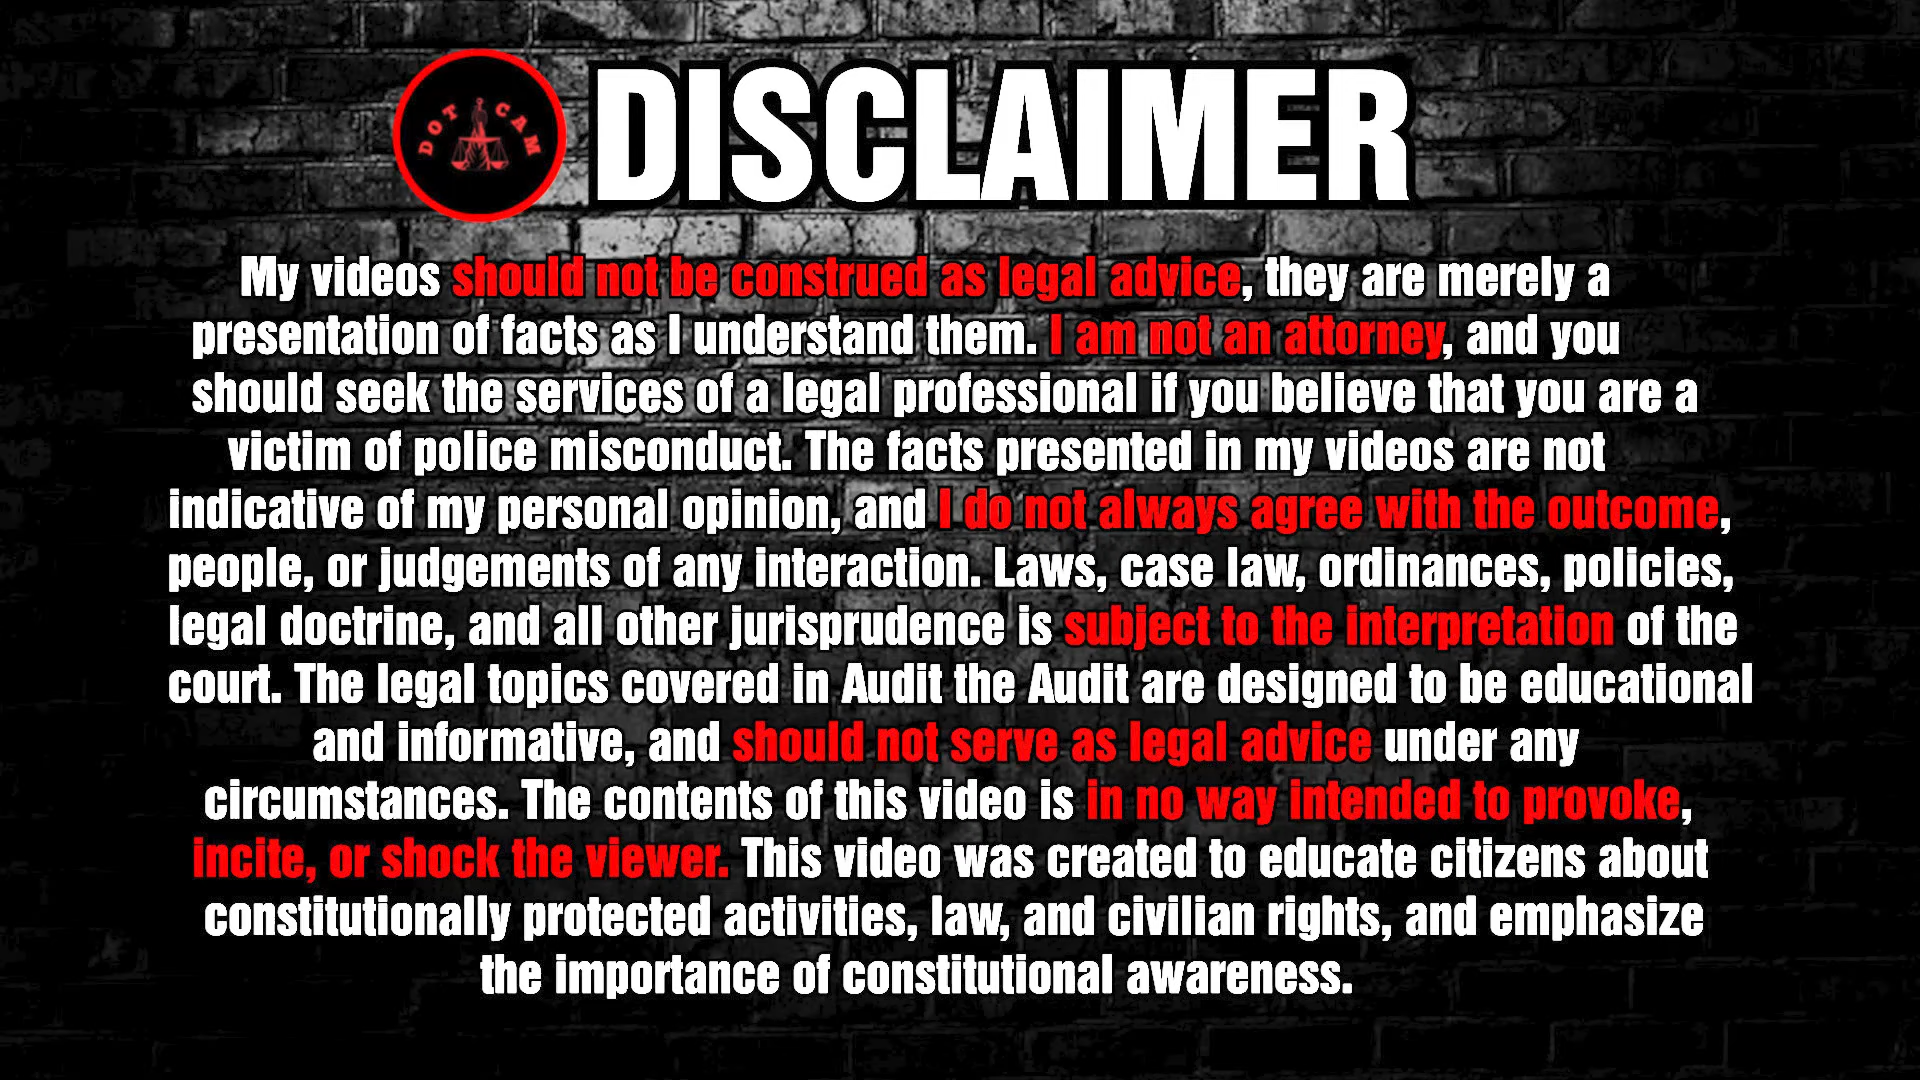 DOT CAM
DISCLAIMER
My videos should not be construed as legal advice, they are merely a
presentation of facts as I understand them. I am not an attorney, and you
should seek the services of a legal professional if you believe that you are a
victim of police misconduct. The facts presented in my videos are not
indicative of my personal opinion, and I do not always agree with the outcome,
people, or judgements of any interaction. Laws, case law, ordinances, policies,
legal doctrine, and all other jurisprudence is subject to the interpretation of the
court. The legal topics covered in Audit the Audit are designed to be educational
and informative, and should not serve as legal advice under any
circumstances. The contents of this video is in no way intended to provoke,
incite, or shock the viewer. This video was created to educate citizens about
constitutionally protected activities, law, and civilian rights, and emphasize
the importance of constitutional awareness.